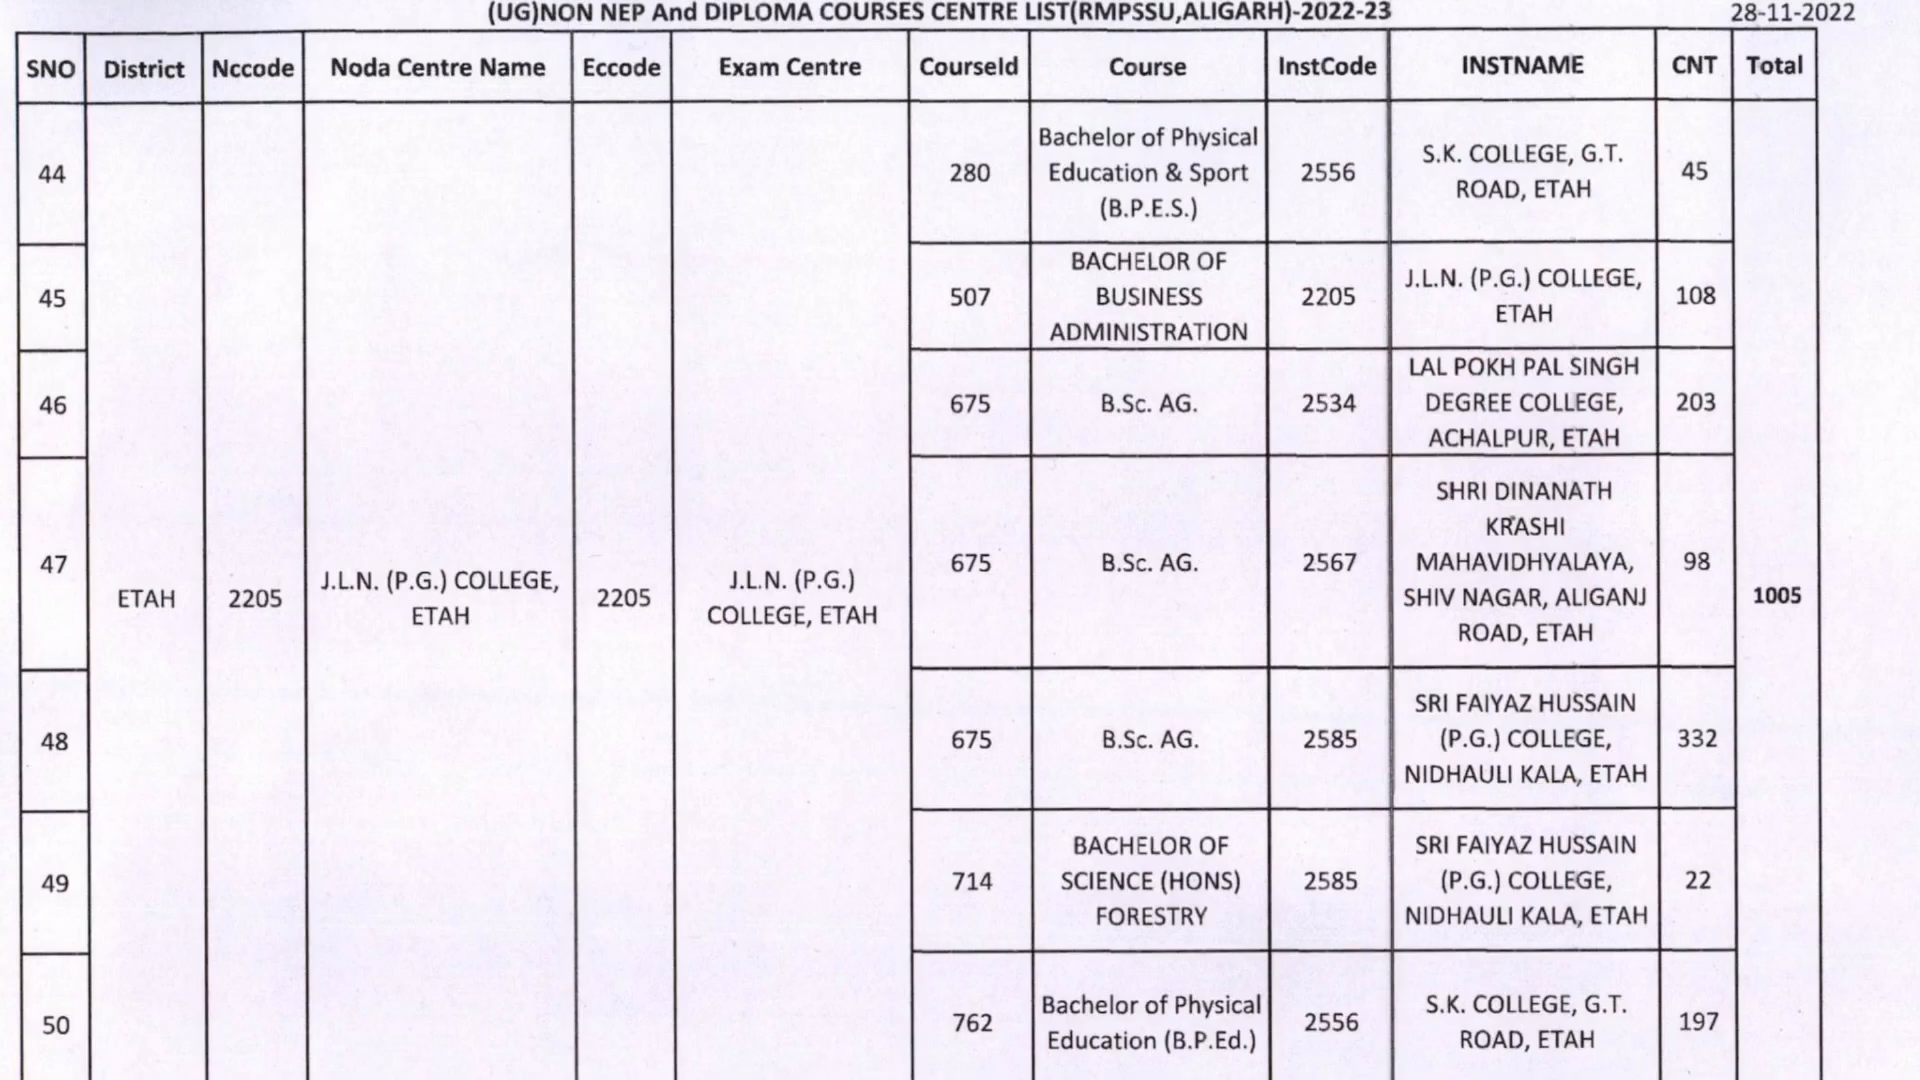 (UG)NON NEP And DIPLOMA COURSES CENTRE LIST(RMPSSU,ALIGARH)-2022-23 28-11-2022
SNO District Nccode Noda Centre Name Eccode Exam Centre CourseId Course InstCode INSTNAME CNT Total
44
280
Bachelor of Physical
Education & Sport
(B.P.E.S.)
2556
S.K. COLLEGE, G.T.
ROAD, ETAH
45
45
507
BACHELOR OF
BUSINESS
ADMINISTRATION
2205
J.L.N. (P.G.) COLLEGE,
ETAH
108
46
675
B.Sc. AG.
2534
LAL POKH PAL SINGH
DEGREE COLLEGE,
ACHALPUR, ETAH
203
47
ETAH
2205
J.L.N. (P.G.) COLLEGE,
ETAH
2205
J.L.N. (P.G.)
COLLEGE, ETAH
675
B.Sc. AG.
2567
SHRI DINANATH
KRASHI
MAHAVIDHYALAYA,
SHIV NAGAR, ALIGANJ
ROAD, ETAH
98
1005
48
675
B.Sc. AG.
2585
SRI FAIYAZ HUSSAIN
(P.G.) COLLEGE,
NIDHAULI KALA, ETAH
332
49
714
BACHELOR OF
SCIENCE (HONS)
FORESTRY
2585
SRI FAIYAZ HUSSAIN
(P.G.) COLLEGE,
NIDHAULI KALA, ETAH
22
50
762
Bachelor of Physical
Education (B.P.Ed.)
2556
S.K. COLLEGE, G.T.
ROAD, ETAH
197